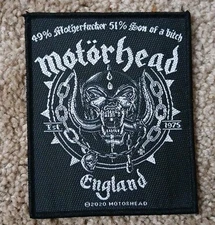 49% Motherfucker 51% Son of a bitch
Motörhead
Est 1975
England
©2020 MOTORHEAD